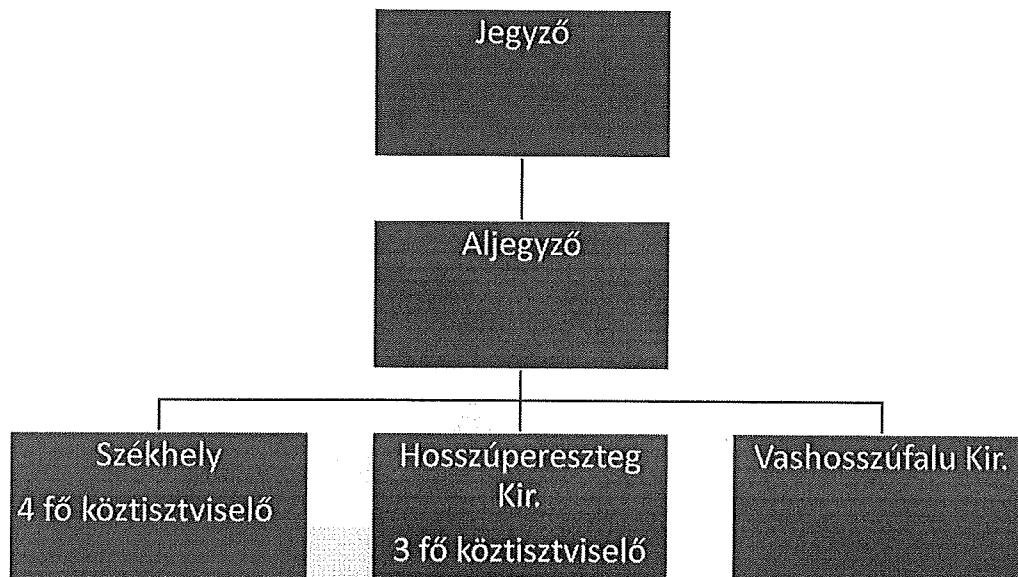 Jegyző
Aljegyző
Székhely
4 fő köztisztviselő
Hosszúpereszteg
Kir.
3 fő köztisztviselő
Vashosszúfalu Kir.